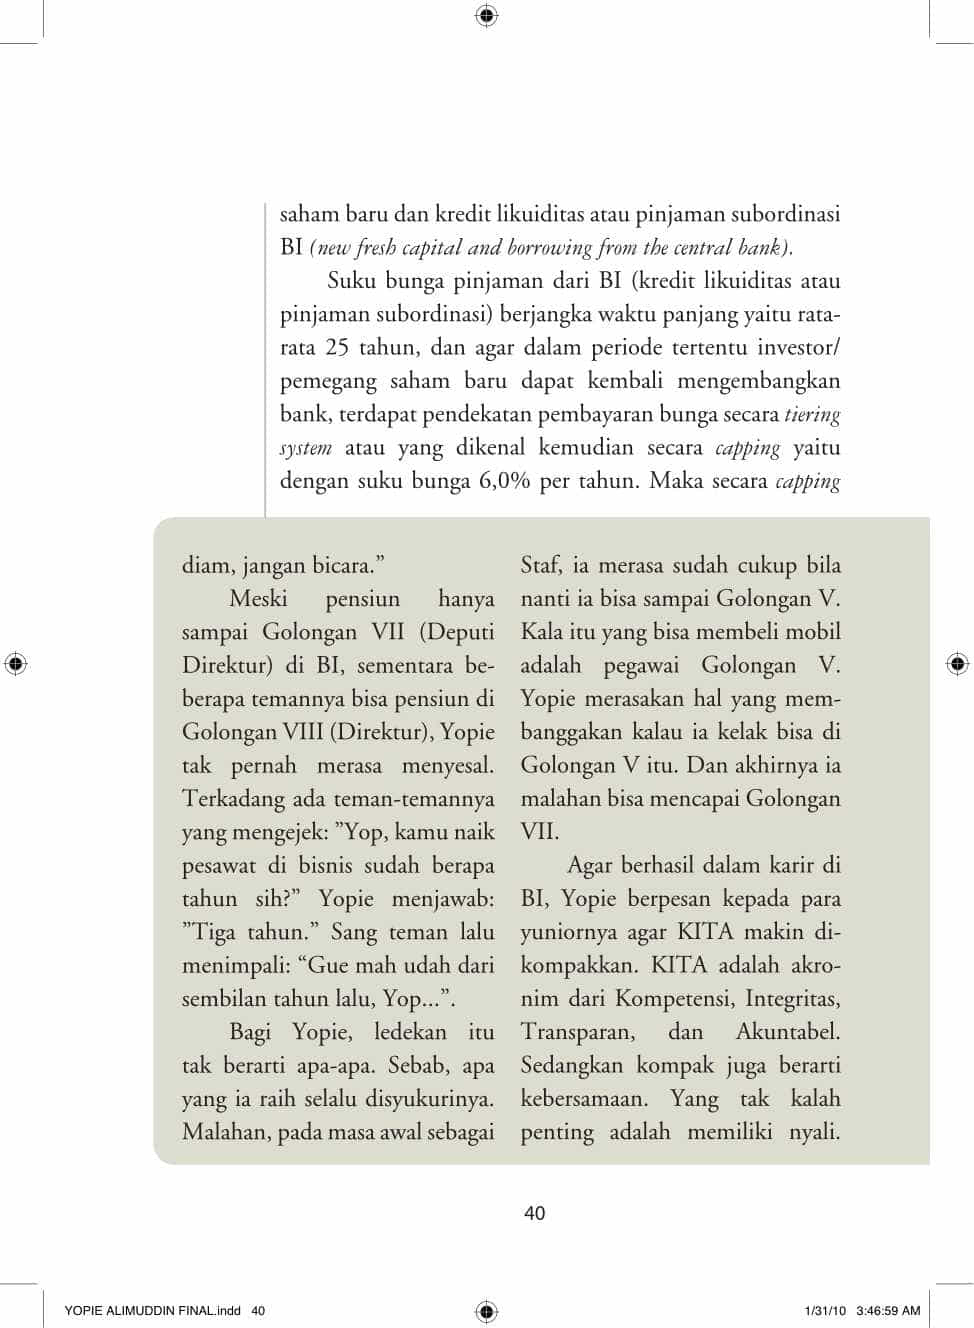 saham baru dan kredit likuiditas atau pinjaman subordinasi
BI (new fresh capital and borrowing from the central bank).
Suku bunga pinjaman dari BI (kredit likuiditas atau
pinjaman subordinasi) berjangka waktu panjang yaitu rata-
rata 25 tahun, dan agar dalam periode tertentu investor/
pemegang saham baru dapat kembali mengembangkan
bank, terdapat pendekatan pembayaran bunga secara tiering
system atau yang dikenal kemudian secara capping yaitu
dengan suku bunga 6,0% per tahun. Maka secara capping
diam, jangan bicara.”
Meski pensiun hanya
sampai Golongan VII (Deputi
Direktur) di BI, sementara be-
berapa temannya bisa pensiun di
Golongan VIII (Direktur), Yopie
tak pernah merasa menyesal.
Terkadang ada teman-temannya
yang mengejek: ”Yop, kamu naik
pesawat di bisnis sudah berapa
tahun sih?” Yopie menjawab:
”Tiga tahun.” Sang teman lalu
menimpali: “Gue mah udah dari
sembilan tahun lalu, Yop...”.
Bagi Yopie, ledekan itu
tak berarti apa-apa. Sebab, apa
yang ia raih selalu disyukurinya.
Malahan, pada masa awal sebagai
Staf, ia merasa sudah cukup bila
nanti ia bisa sampai Golongan V.
Kala itu yang bisa membeli mobil
adalah pegawai Golongan V.
Yopie merasakan hal yang mem-
banggakan kalau ia kelak bisa di
Golongan V itu. Dan akhirnya ia
malahan bisa mencapai Golongan
VII.
Agar berhasil dalam karir di
BI, Yopie berpesan kepada para
yuniornya agar KITA makin di-
kompakkan. KITA adalah akro-
nim dari Kompetensi, Integritas,
Transparan, dan Akuntabel.
Sedangkan kompak juga berarti
kebersamaan. Yang tak kalah
penting adalah memiliki nyali.
40
YOPIE ALIMUDDIN FINAL.indd 40
1/31/10 3:46:59 AM